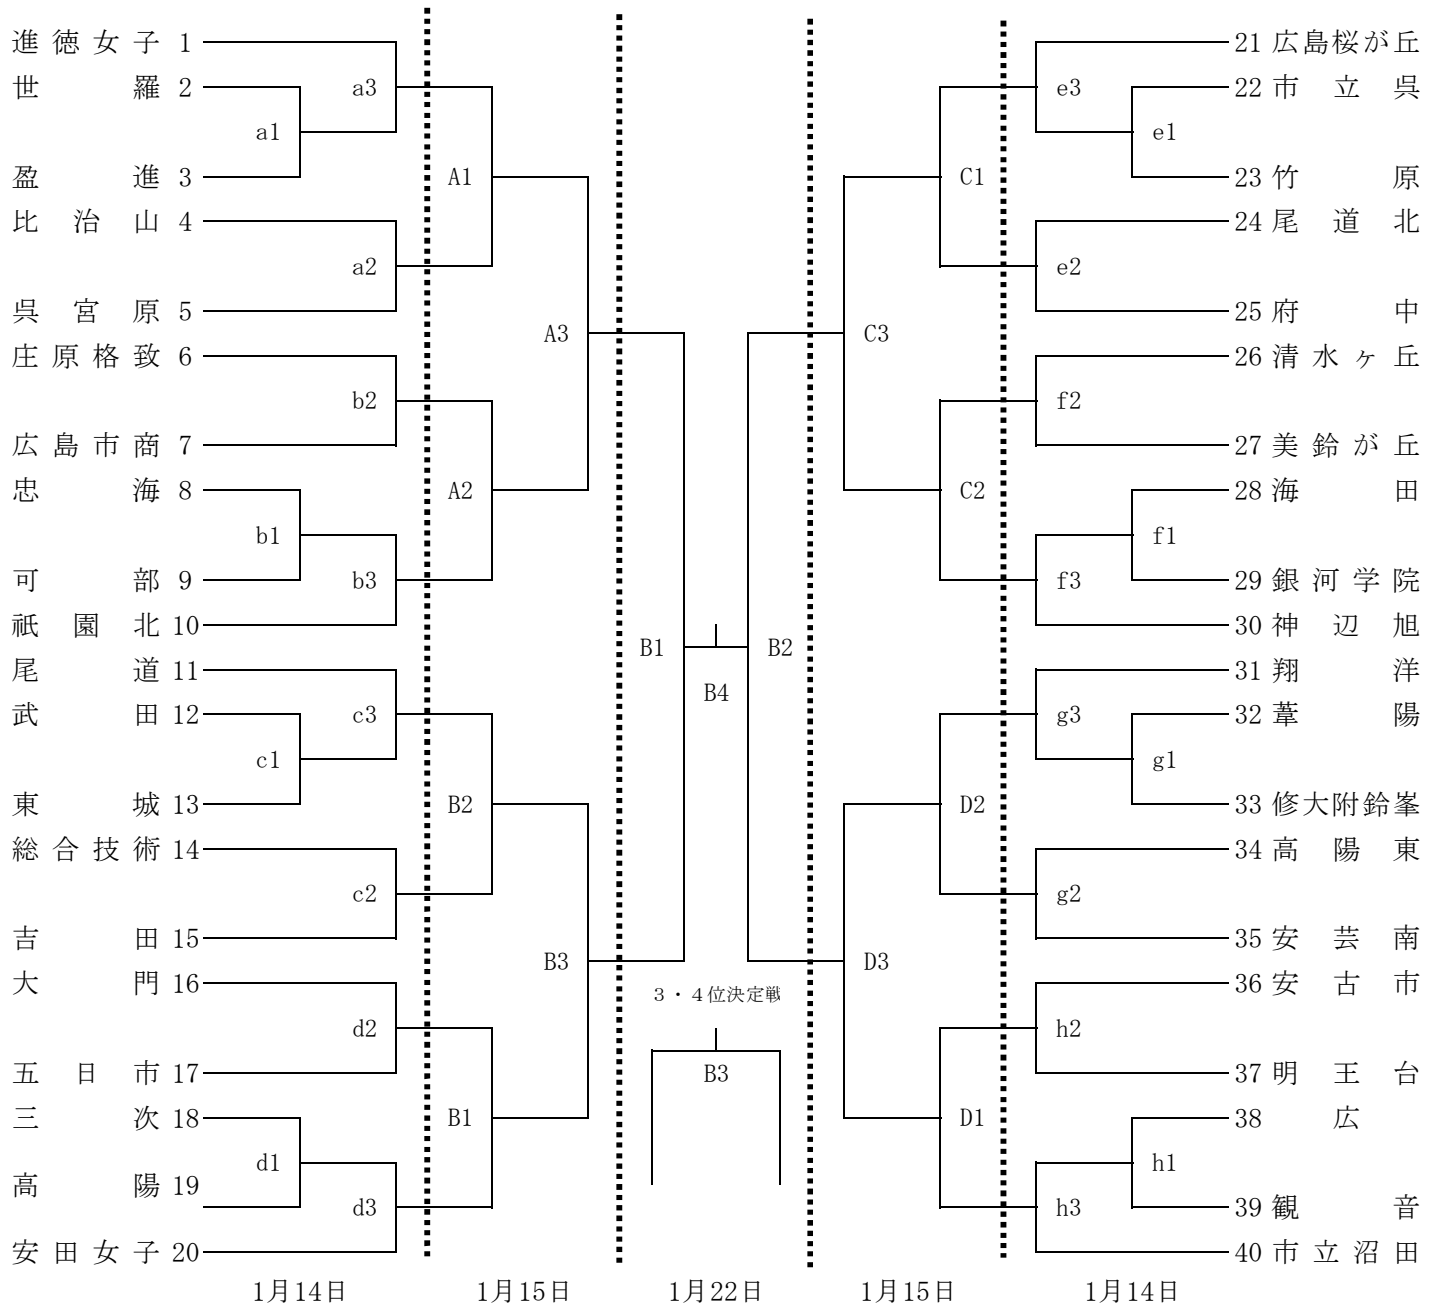 進徳女子 1
世羅 2
a3
a1
盈進 3
A1
比治山 4
a2
呉宮原 5
A3
庄原格致 6
b2
広島市商 7
忠海 8
A2
b1
可部 9
b3
祇園北 10
尾道 11
B1
武田 12
c3
c1
東城 13
B2
総合技術 14
c2
吉田 15
B3
大門 16
d2
五日市 17
三次 18
B1
d1
高陽 19
d3
安田女子 20
B4
3・4位決定戦
B3
B2
21 広島桜が丘
e3
22 市立呉
e1
C1
23 竹原
24 尾道北
e2
25 府中
C3
26 清水ヶ丘
f2
27 美鈴が丘
C2
28 海田
f1
f3
29 銀河学院
30 神辺旭
31 翔洋
g3
32 葦陽
g1
D2
33 修大附鈴峯
34 高陽東
g2
35 安芸南
D3
36 安古市
h2
37 明王台
D1
38 広
h1
h3
39 観音
40 市立沼田
1月14日
1月15日
1月22日
1月15日
1月14日